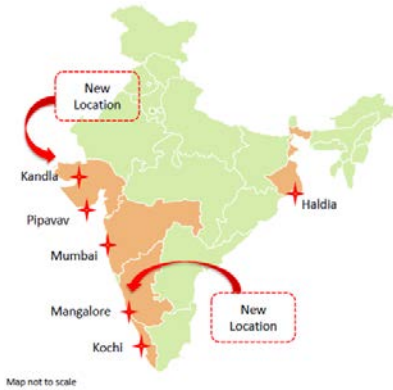 New
Location
Kandla
Pipavav
Haldia
Mumbai
Mangalore
New
Location
Kochi
Map not to scale